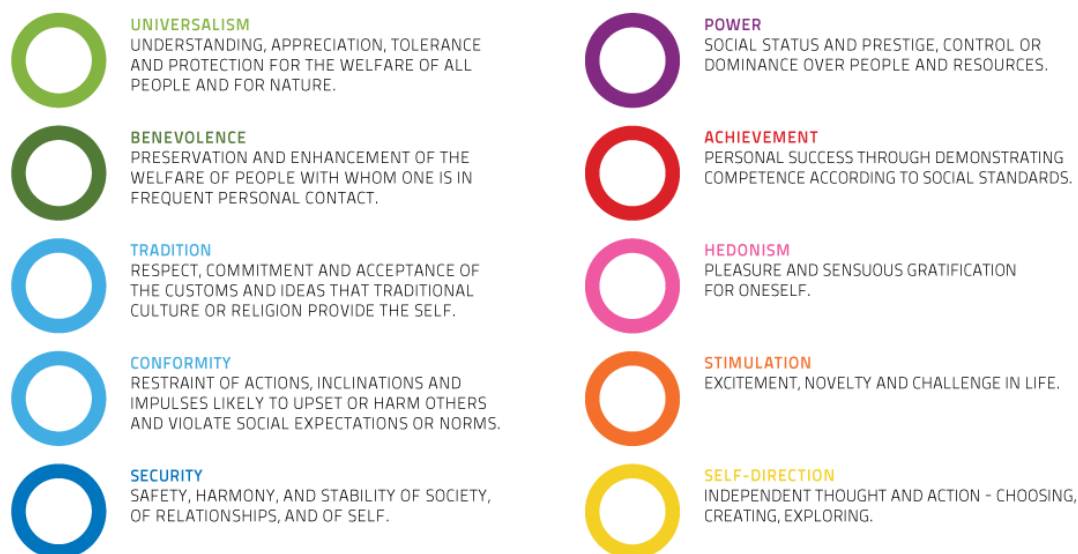 UNIVERSALISM
UNDERSTANDING, APPRECIATION, TOLERANCE
AND PROTECTION FOR THE WELFARE OF ALL
PEOPLE AND FOR NATURE.
BENEVOLENCE
PRESERVATION AND ENHANCEMENT OF THE
WELFARE OF PEOPLE WITH WHOM ONE IS IN
FREQUENT PERSONAL CONTACT.
TRADITION
RESPECT, COMMITMENT AND ACCEPTANCE OF
THE CUSTOMS AND IDEAS THAT TRADITIONAL
CULTURE OR RELIGION PROVIDE THE SELF.
CONFORMITY
RESTRAINT OF ACTIONS, INCLINATIONS AND
IMPULSES LIKELY TO UPSET OR HARM OTHERS
AND VIOLATE SOCIAL EXPECTATIONS OR NORMS.
SECURITY
SAFETY, HARMONY, AND STABILITY OF SOCIETY,
OF RELATIONSHIPS, AND OF SELF.
POWER
SOCIAL STATUS AND PRESTIGE, CONTROL OR
DOMINANCE OVER PEOPLE AND RESOURCES.
ACHIEVEMENT
PERSONAL SUCCESS THROUGH DEMONSTRATING
COMPETENCE ACCORDING TO SOCIAL STANDARDS.
HEDONISM
PLEASURE AND SENSUOUS GRATIFICATION
FOR ONESELF.
STIMULATION
EXCITEMENT, NOVELTY AND CHALLENGE IN LIFE.
SELF-DIRECTION
INDEPENDENT THOUGHT AND ACTION - CHOOSING,
CREATING, EXPLORING.